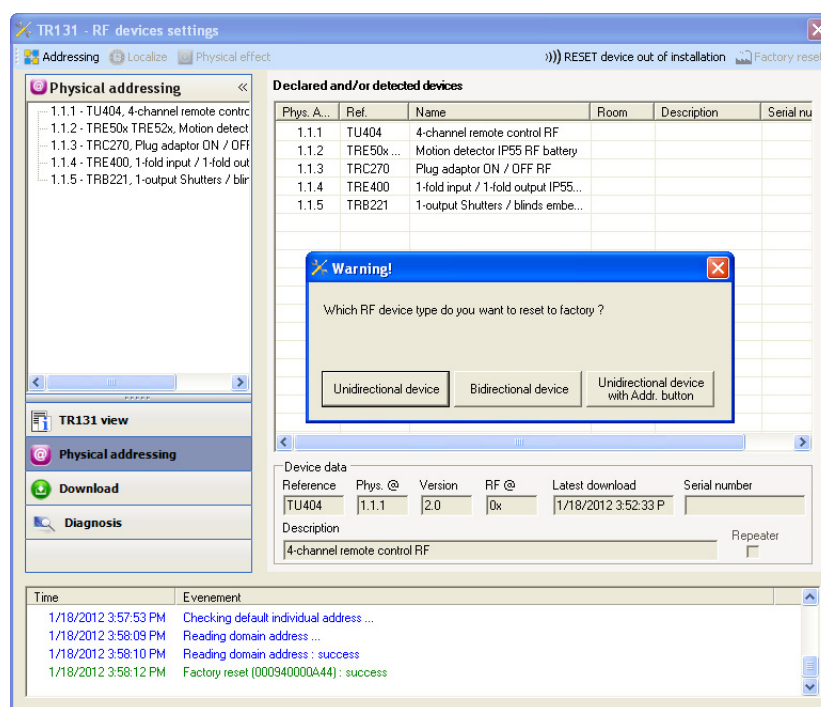 TR131 - RF devices settings
Addressing Localize Physical effect ))) RESET device out of installation Factory reset
Physical addressing «
1.1.1 - TU404, 4-channel remote contrc
1.1.2 - TRE50x TRE52x, Motion detect
1.1.3 - TRC270, Plug adaptor ON / OFF
1.1.4 - TRE400, 1-fold input / 1-fold out
1.1.5 - TRB221, 1-output Shutters / blin
Declared and/or detected devices
Phys. A... Ref. Name Room Description Serial nu
1.1.1 TU404 4-channel remote control RF
1.1.2 TRE50x ... Motion detector IP55 RF battery
1.1.3 TRC270 Plug adaptor ON / OFF RF
1.1.4 TRE400 1-fold input / 1-fold output IP55...
1.1.5 TRB221 1-output Shutters / blinds embe...
Warning!
Which RF device type do you want to reset to factory ?
Unidirectional device Bidirectional device Unidirectional device
with Addr. button
TR131 view
Physical addressing
Download
Diagnosis
Device data
Reference Phys. @ Version RF @ Latest download Serial number
TU404 1.1.1 2.0 0x 1/18/2012 3:52:33 P
Description
Repeater
4-channel remote control RF
Time Evenement
1/18/2012 3:57:53 PM Checking default individual address ...
1/18/2012 3:58:09 PM Reading domain address ...
1/18/2012 3:58:10 PM Reading domain address : success
1/18/2012 3:58:12 PM Factory reset (000940000A44) : success